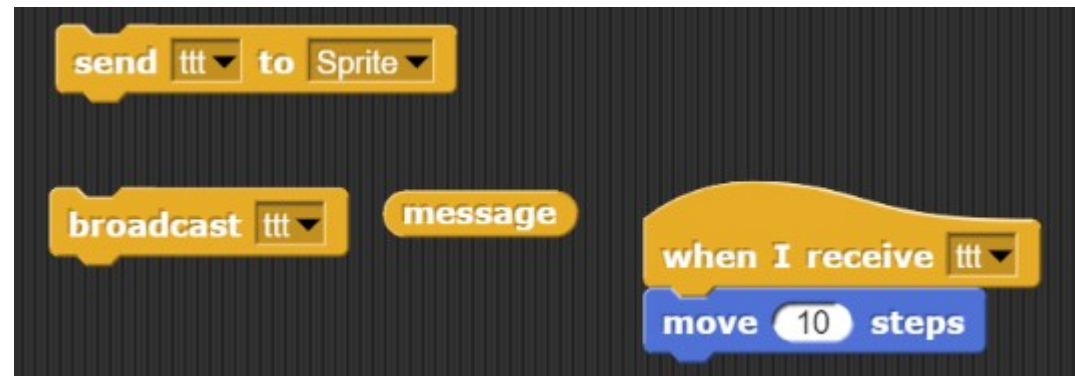 send ttt to Sprite
broadcast ttt
message
when I receive ttt
move 10 steps